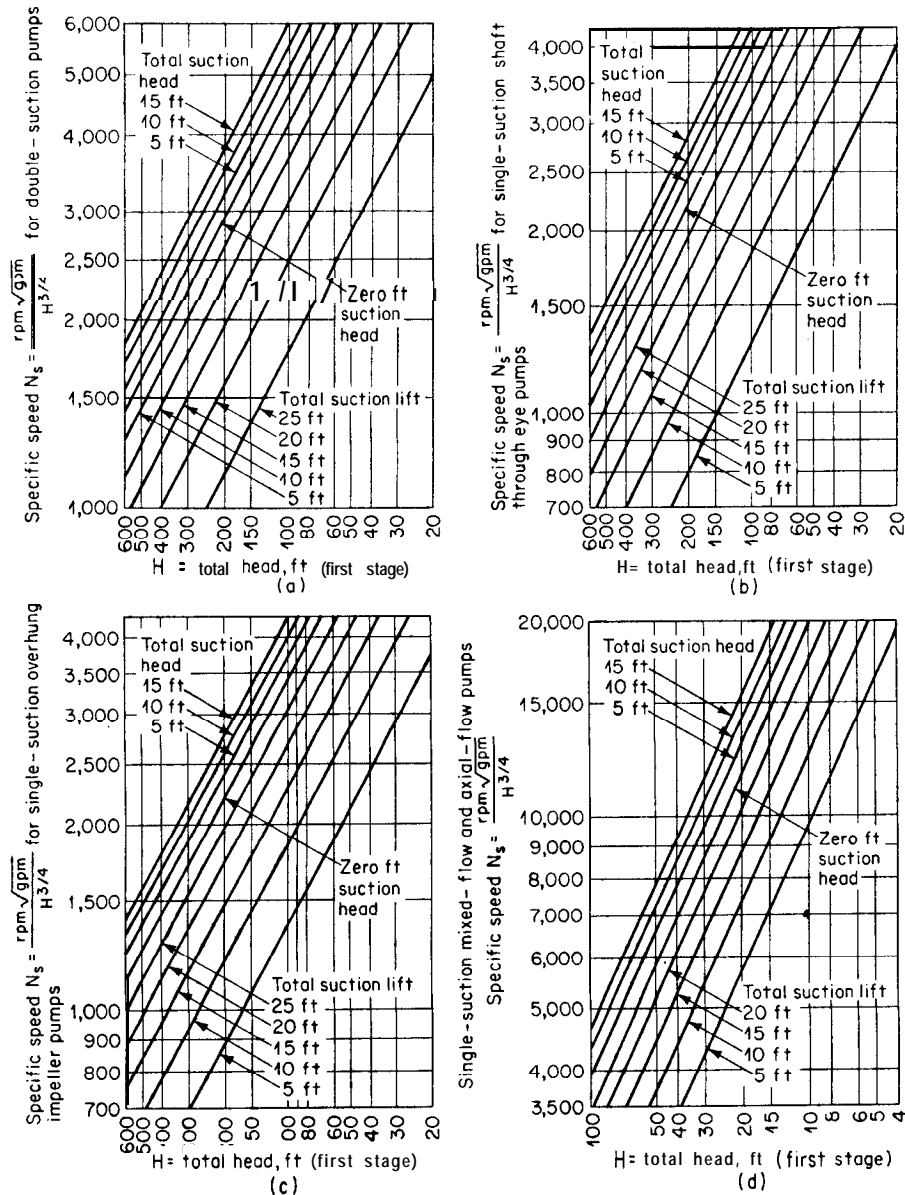 Specific speed Ns = rpm √gpm / H3/4 for double-suction pumps
6,000
5,000
4,000
3,000
2,500
2,000
1,500
1,000
Total suction
head
15 ft
10 ft
5 ft
Zero ft
suction
head
Total suction lift
25 ft
20 ft
15 ft
10 ft
5 ft
600
500
400
300
200
100
80
60
40
30
20
H = total head, ft (first stage)
(a)
Specific speed Ns = rpm √gpm / H3/4 for single-suction shaft
through eye pumps
4,000
3,000
2,500
2,000
1,500
1,000
900
800
700
Total
suction
head
15 ft
10 ft
5 ft
Zero ft
suction
head
Total suction lift
25 ft
20 ft
15 ft
10 ft
5 ft
600
500
400
300
200
100
80
60
40
30
20
H= total head, ft (first stage)
(b)
Specific speed Ns = rpm √gpm / H3/4 for single-suction overhung
impeller pumps
4,000
3,500
3,000
2,500
2,000
1,500
1,000
900
800
700
Total suction
head
15 ft
10 ft
5 ft
Zero ft
suction
head
Total suction lift
25 ft
20 ft
15 ft
10 ft
5 ft
600
500
400
80
60
40
30
20
H= total head, ft (first stage)
(c)
Single-suction mixed-flow and axial-flow pumps
Specific speed Ns = rpm √gpm / H3/4
20,000
15,000
10,000
9,000
8,000
7,000
6,000
5,000
4,000
3,500
Total suction head
15 ft
10 ft
5 ft
Zero ft
suction
head
Total suction lift
20 ft
15 ft
10 ft
5 ft
100
50
40
30
20
10
8
6
5
4
H= total head, ft (first stage)
(d)